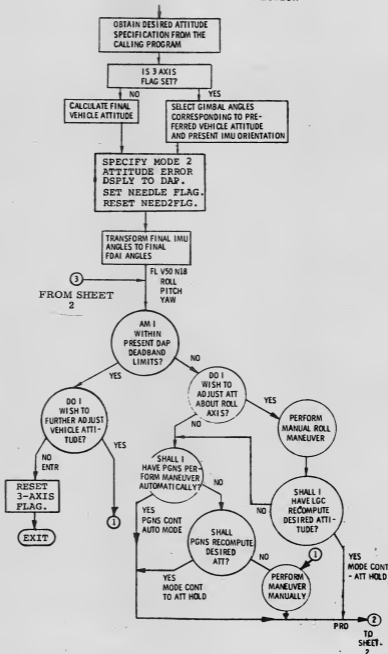 OBTAIN DESIRED ATTITUDE
SPECIFICATION FROM THE
CALLING PROGRAM
IS 3 AXIS
FLAG SET?
NO
YES
CALCULATE FINAL
VEHICLE ATTITUDE
SELECT GIMBAL ANGLES
CORRESPONDING TO PRE-
FERRED VEHICLE ATTITUDE
AND PRESENT IMU ORIENTATION
SPECIFY MODE 2
ATTITUDE ERROR
DSPLY TO DAP.
SET NEEDLE FLAG.
RESET NEED2FLG.
TRANSFORM FINAL IMU
ANGLES TO FINAL
FDAI ANGLES
3
FROM SHEET
2
FL V50 N18
ROLL
PITCH
YAW
AM I
WITHIN
PRESENT DAP
DEADBAND
LIMITS?
YES
NO
DO I
WISH TO
FURTHER ADJUST
VEHICLE ATTI-
TUDE?
DO I
WISH TO
ADJUST ATT
ABOUT ROLL
AXIS?
YES
PERFORM
MANUAL ROLL
MANEUVER
NO
ENTR
YES
1
RESET
3-AXIS
FLAG.
EXIT
NO
SHALL I
HAVE PGNS PER-
FORM MANEUVER
AUTOMATICALLY?
NO
YES
PGNS CONT
AUTO MODE
SHALL I
HAVE LGC
RECOMPUTE
DESIRED ATTI-
TUDE?
NO
YES
MODE CONT
- ATT HOLD
SHALL
PGNS RECOMPUTE
DESIRED
ATT?
NO
YES
MODE CONT
TO ATT HOLD
1
PERFORM
MANEUVER
MANUALLY
PRO
2
TO
SHEET-
2